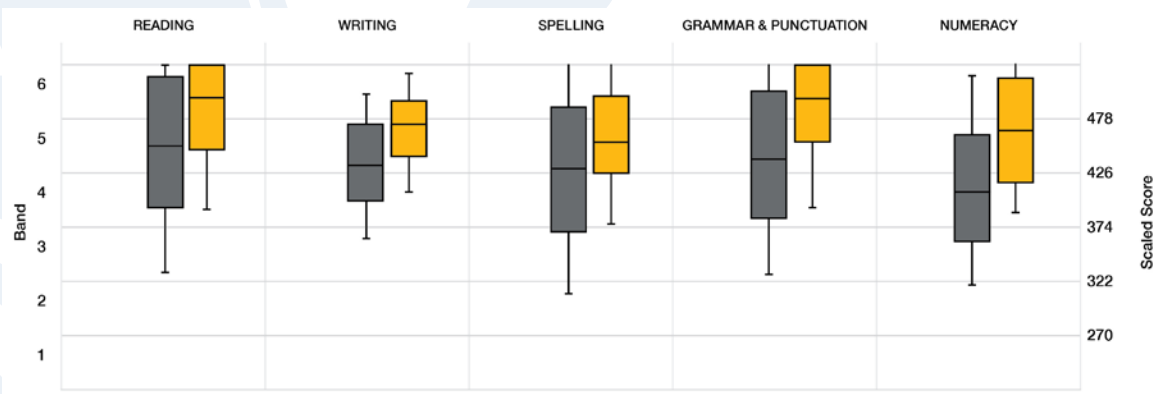 READING
WRITING
SPELLING
GRAMMAR & PUNCTUATION
NUMERACY
6
5
4
3
2
1
Band
478
426
374
322
270
Scaled Score